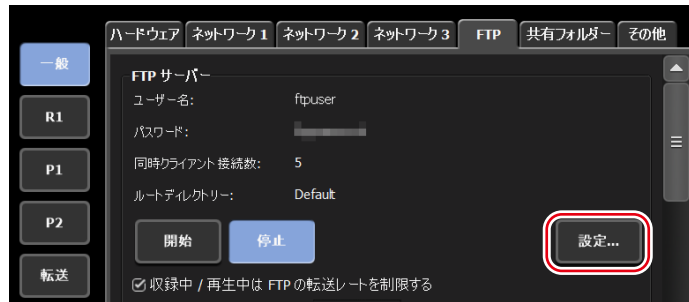 ハードウェア ネットワーク1 ネットワーク2 ネットワーク3 FTP 共有フォルダー その他
一般
R1
P1
P2
転送
FTP サーバー
ユーザー名: ftpuser
パスワード:
同時クライアント接続数: 5
ルートディレクトリー: Default
開始 停止 設定...
収録中 / 再生中は FTP の転送レートを制限する